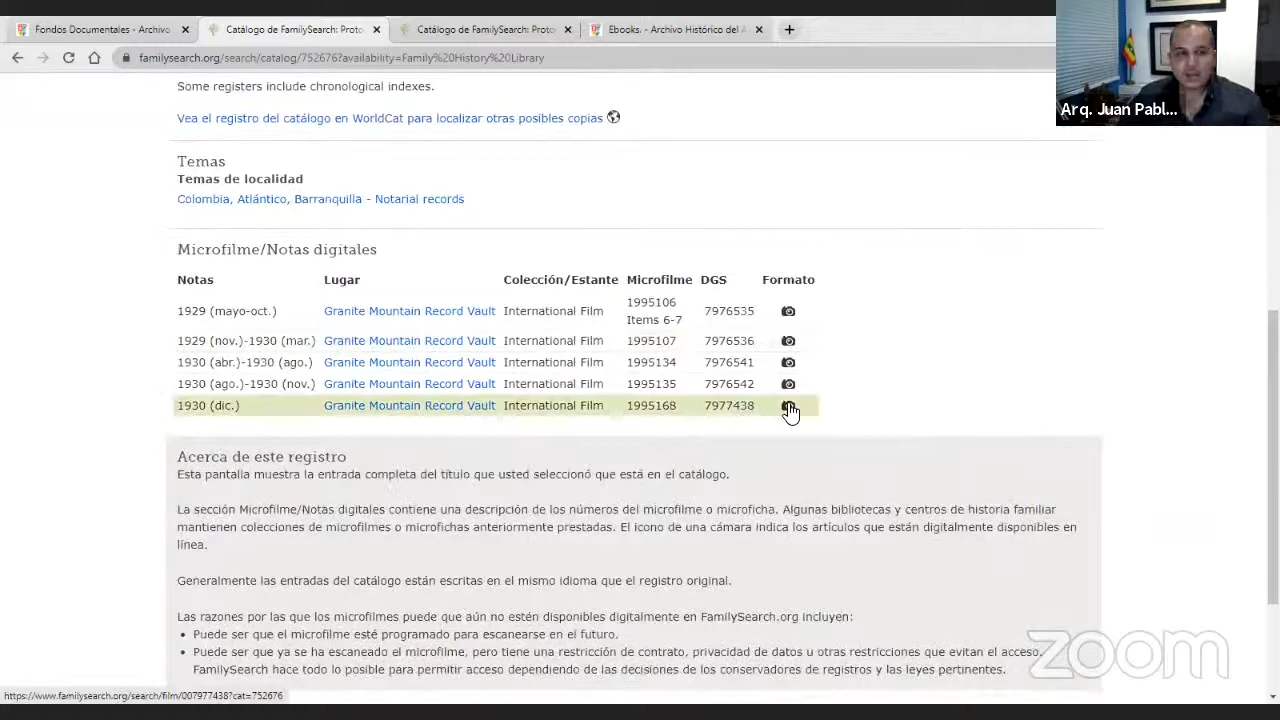 Fondos Documentales - Archivo
Catálogo de FamilySearch: Prot
Catálogo de FamilySearch: Proto
Ebooks. - Archivo Histórico del
familysearch.org/search/catalog/752676?availability=Family%20History%20Library
Arq. Juan Pabl...
Some registers include chronological indexes.
Vea el registro del catálogo en WorldCat para localizar otras posibles copias
Temas
Temas de localidad
Colombia, Atlántico, Barranquilla - Notarial records
Microfilme/Notas digitales
Notas Lugar Colección/Estante Microfilme DGS Formato
1929 (mayo-oct.) Granite Mountain Record Vault International Film 1995106 Items 6-7 7976535
1929 (nov.)-1930 (mar.) Granite Mountain Record Vault International Film 1995107 7976536
1930 (abr.)-1930 (ago.) Granite Mountain Record Vault International Film 1995134 7976541
1930 (ago.)-1930 (nov.) Granite Mountain Record Vault International Film 1995135 7976542
1930 (dic.) Granite Mountain Record Vault International Film 1995168 7977438
Acerca de este registro
Esta pantalla muestra la entrada completa del título que usted seleccionó que está en el catálogo.
La sección Microfilme/Notas digitales contiene una descripción de los números del microfilme o microficha. Algunas bibliotecas y centros de historia familiar
mantienen colecciones de microfilmes o microfichas anteriormente prestadas. El icono de una cámara indica los artículos que están digitalmente disponibles en
línea.
Generalmente las entradas del catálogo están escritas en el mismo idioma que el registro original.
Las razones por las que los microfilmes puede que aún no estén disponibles digitalmente en FamilySearch.org incluyen:
• Puede ser que el microfilme esté programado para escanearse en el futuro.
• Puede ser que ya se ha escaneado el microfilme, pero tiene una restricción de contrato, privacidad de datos u otras restricciones que evitan el acceso.
FamilySearch hace todo lo posible para permitir acceso dependiendo de las decisiones de los conservadores de registros y las leyes pertinentes.
zoom
https://www.familysearch.org/search/film/007977438?cat=752676